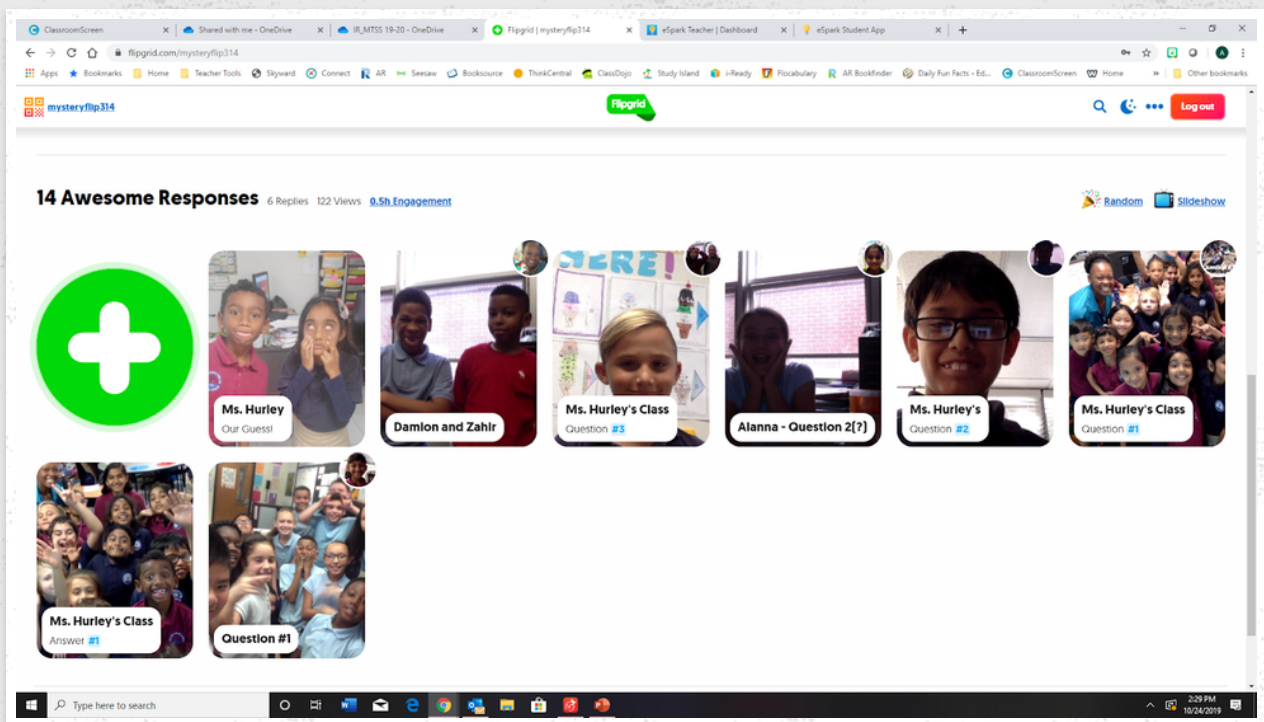 ClassroomScreen
Shared with me - OneDrive
IR_MTSS 19-20 - OneDrive
Flipgrid | mysteryflip314
eSpark Teacher | Dashboard
eSpark Student App
flipgrid.com/mysteryflip314
A
Apps Bookmarks Home Teacher Tools Skyward Connect AR Seesaw Booksource ThinkCentral ClassDojo Study Island i-Ready Flocabulary AR Bookfinder Daily Fun Facts - Ed... ClassroomScreen Home » Other bookmarks
mysteryflip314
Flipgrid
Log out
14 Awesome Responses 6 Replies 122 Views 0.5h Engagement
Random Slideshow
HERE!
Ms. Hurley
Our Guess!
Damion and Zahir
Ms. Hurley's Class
Question #3
Alanna - Question 2(?)
Ms. Hurley's
Question #2
Ms. Hurley's Class
Question #1
Ms. Hurley's Class
Answer #1
Question #1
Type here to search
2:29 PM
10/24/2019